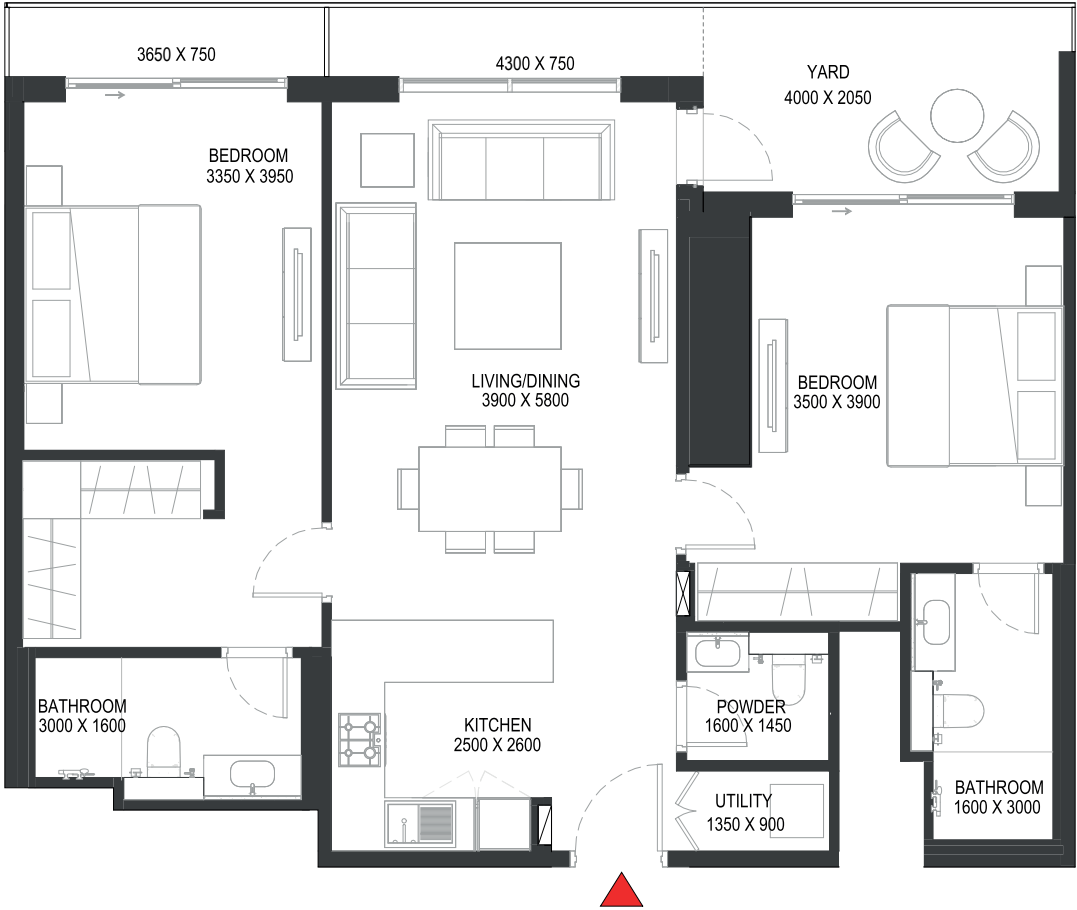 3650 X 750
4300 X 750
YARD
4000 X 2050
BEDROOM
3350 X 3950
LIVING/DINING
3900 X 5800
BEDROOM
3500 X 3900
BATHROOM
3000 X 1600
KITCHEN
2500 X 2600
POWDER
1600 X 1450
UTILITY
1350 X 900
BATHROOM
1600 X 3000